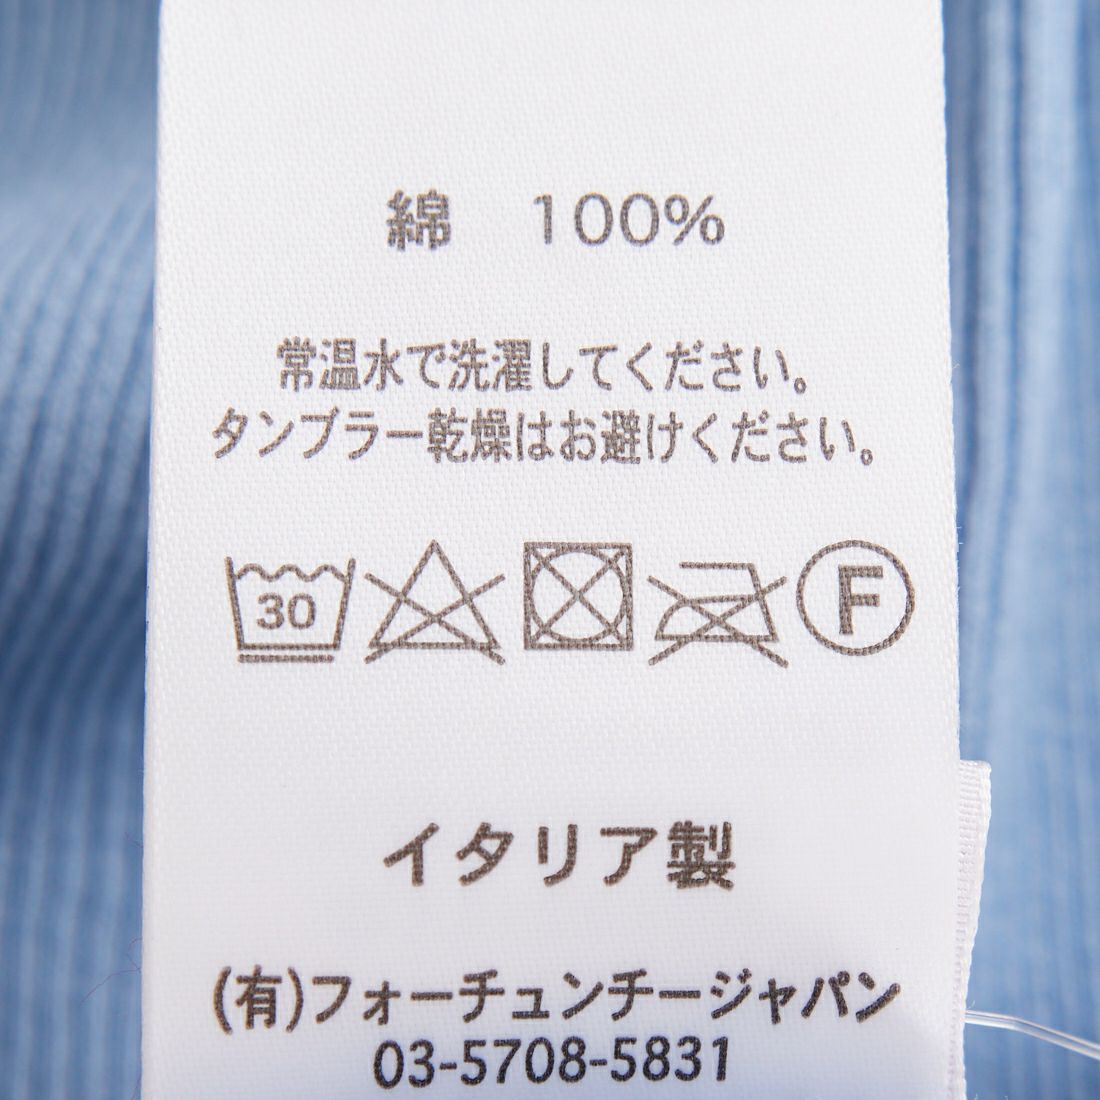 綿　100%
常温水で洗濯してください。
タンブラー乾燥はお避けください。
30 F
イタリア製
(有)フォーチュンチージャパン
03-5708-5831